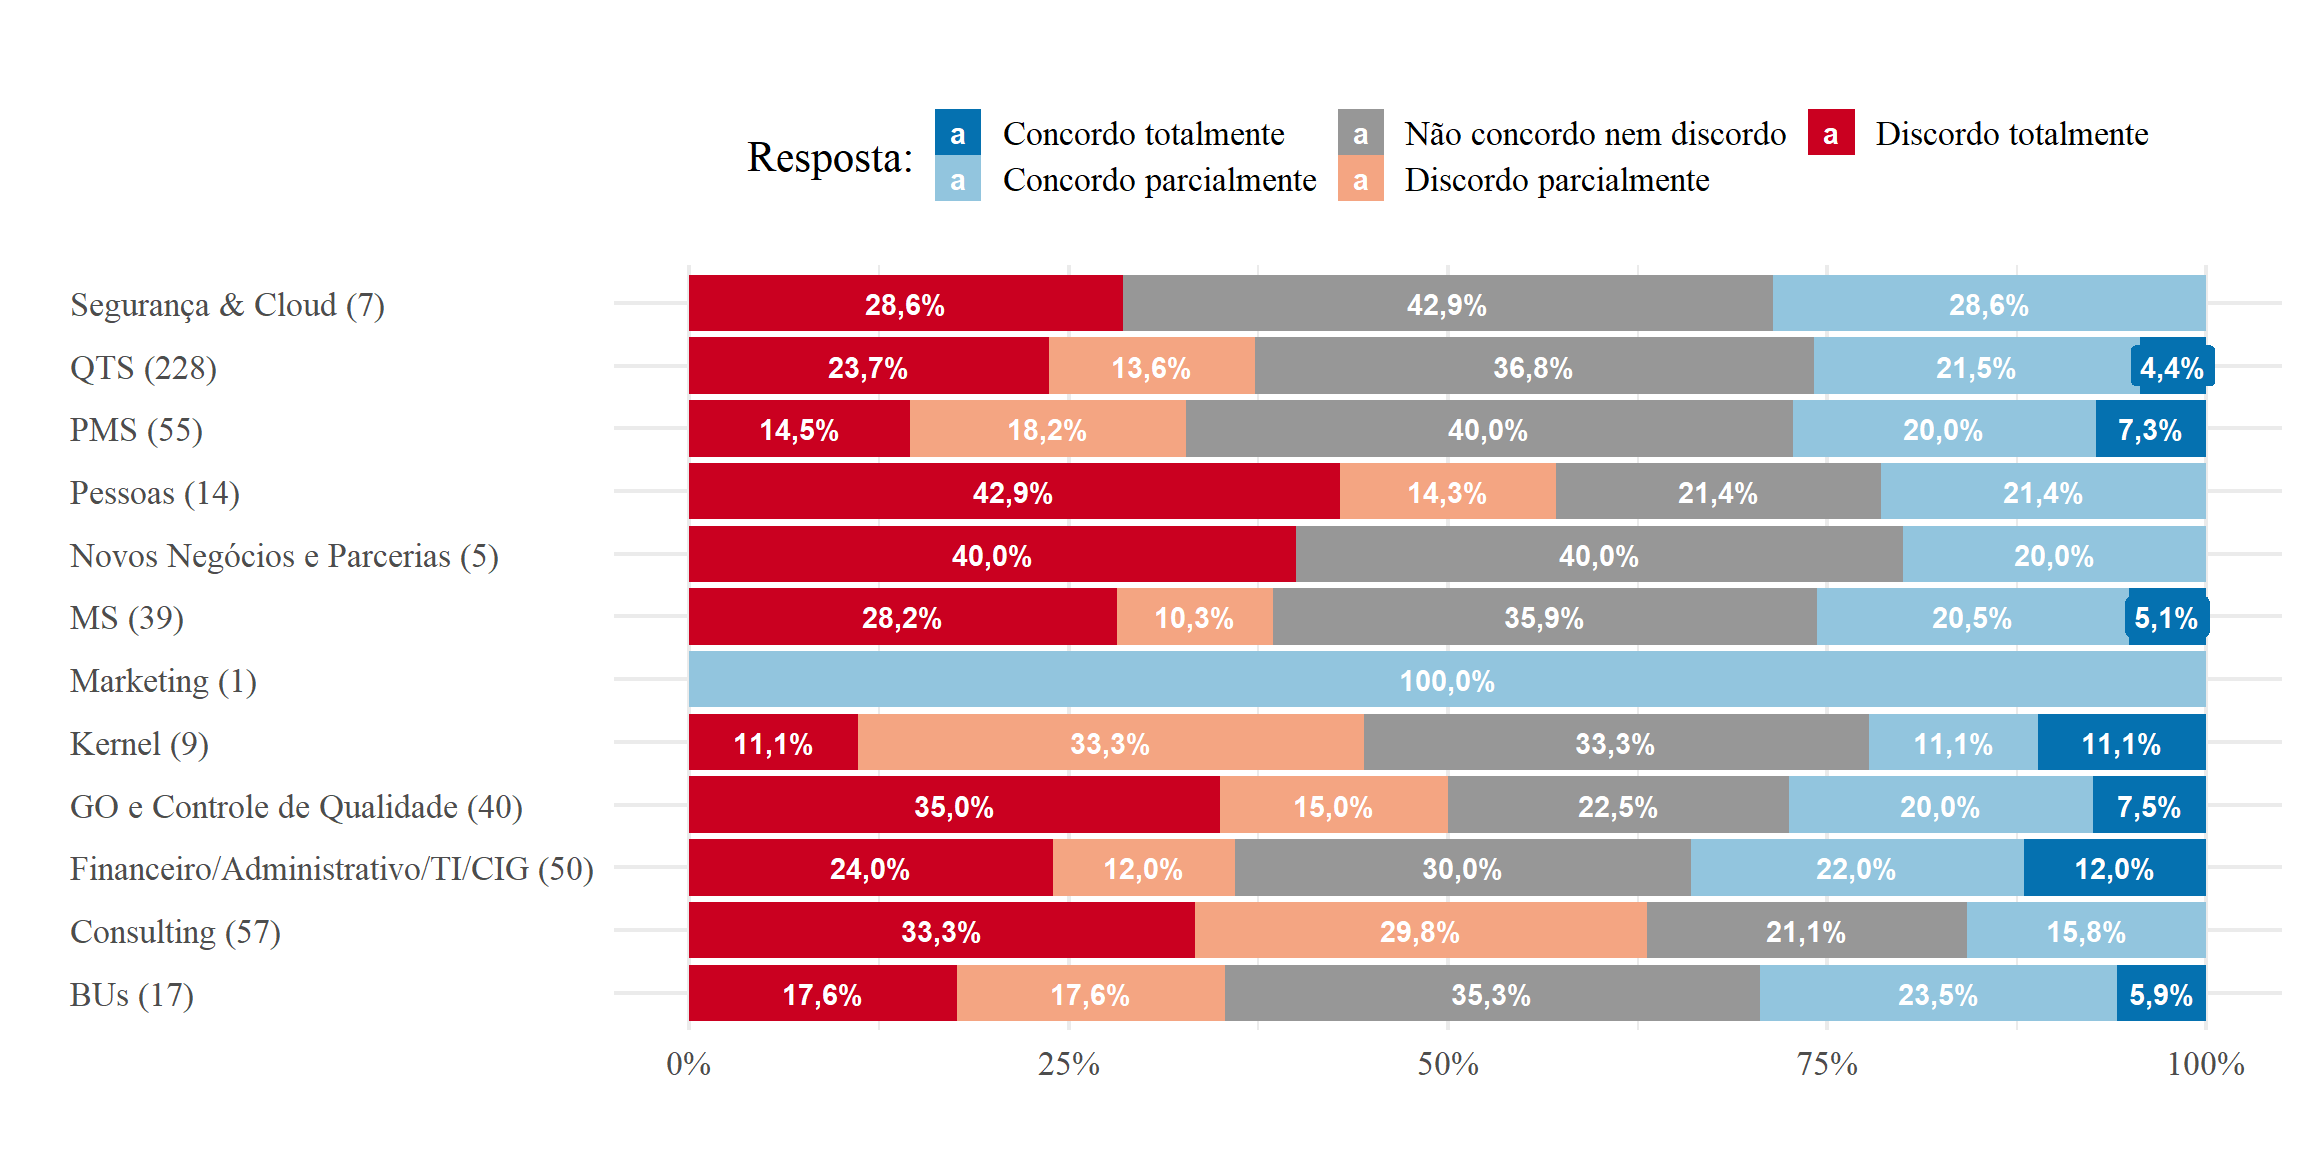 Resposta:
a Concordo totalmente a Não concordo nem discordo a Discordo totalmente
a Concordo parcialmente a Discordo parcialmente
Segurança & Cloud (7) 28,6% 42,9% 28,6%
QTS (228) 23,7% 13,6% 36,8% 21,5% 4,4%
PMS (55) 14,5% 18,2% 40,0% 20,0% 7,3%
Pessoas (14) 42,9% 14,3% 21,4% 21,4%
Novos Negócios e Parcerias (5) 40,0% 40,0% 20,0%
MS (39) 28,2% 10,3% 35,9% 20,5% 5,1%
Marketing (1) 100,0%
Kernel (9) 11,1% 33,3% 33,3% 11,1% 11,1%
GO e Controle de Qualidade (40) 35,0% 15,0% 22,5% 20,0% 7,5%
Financeiro/Administrativo/TI/CIG (50) 24,0% 12,0% 30,0% 22,0% 12,0%
Consulting (57) 33,3% 29,8% 21,1% 15,8%
BUs (17) 17,6% 17,6% 35,3% 23,5% 5,9%
0% 25% 50% 75% 100%